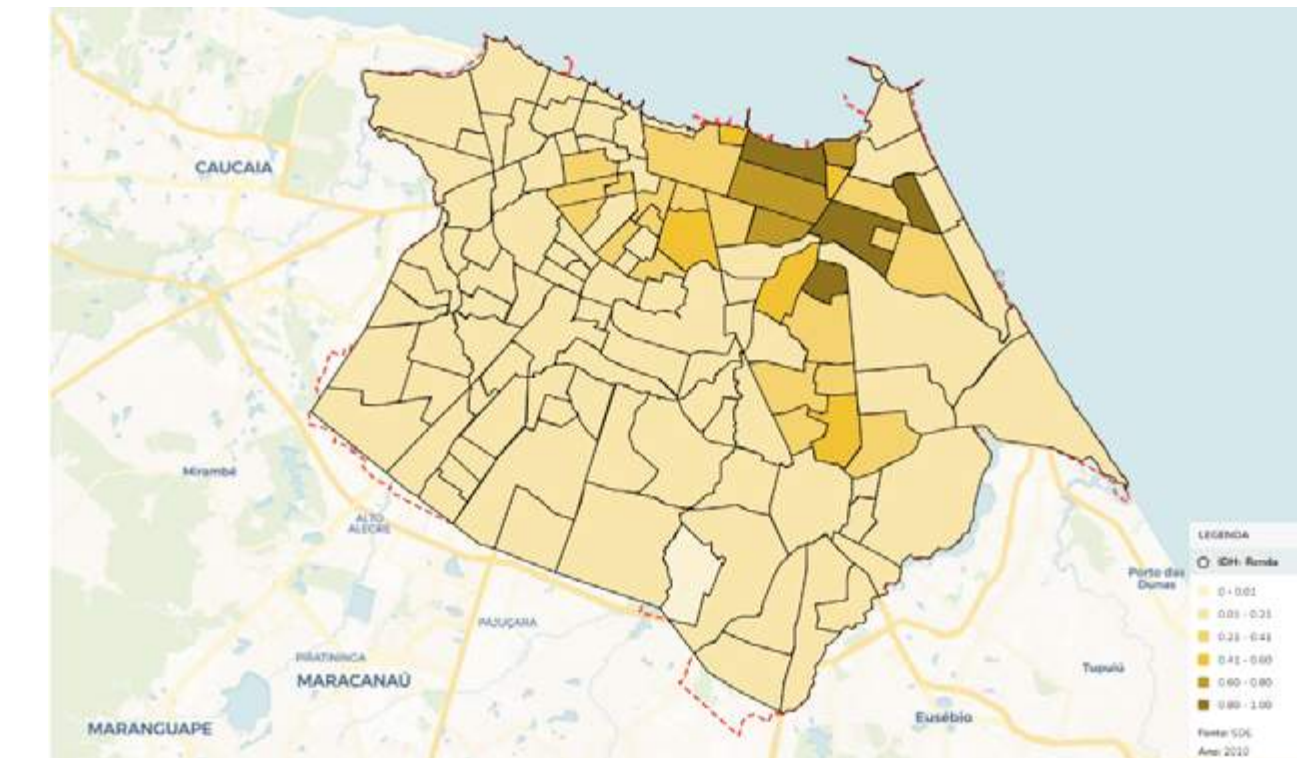 CAUCAIA
Mirambé
ALTO
ALEGRE
PAJUÇARA
PIRATININGA
MARACANAÚ
MARANGUAPE
Porto das
Dunas
Tupuiú
Eusébio
LEGENDA
IDH- Renda
0 - 0.01
0.01 - 0.21
0.21 - 0.41
0.41 - 0.60
0.60 - 0.80
0.80 - 1.00
Fonte: SDE
Ano: 2010